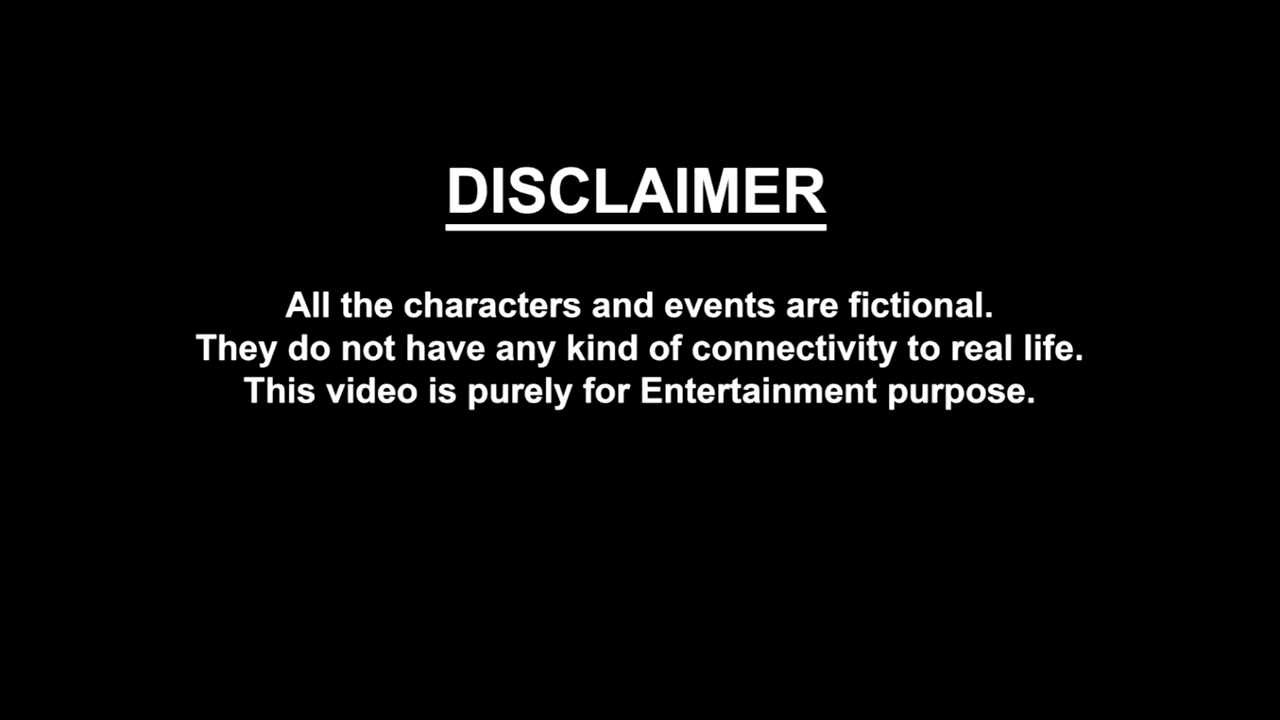 DISCLAIMER
All the characters and events are fictional.
They do not have any kind of connectivity to real life.
This video is purely for Entertainment purpose.